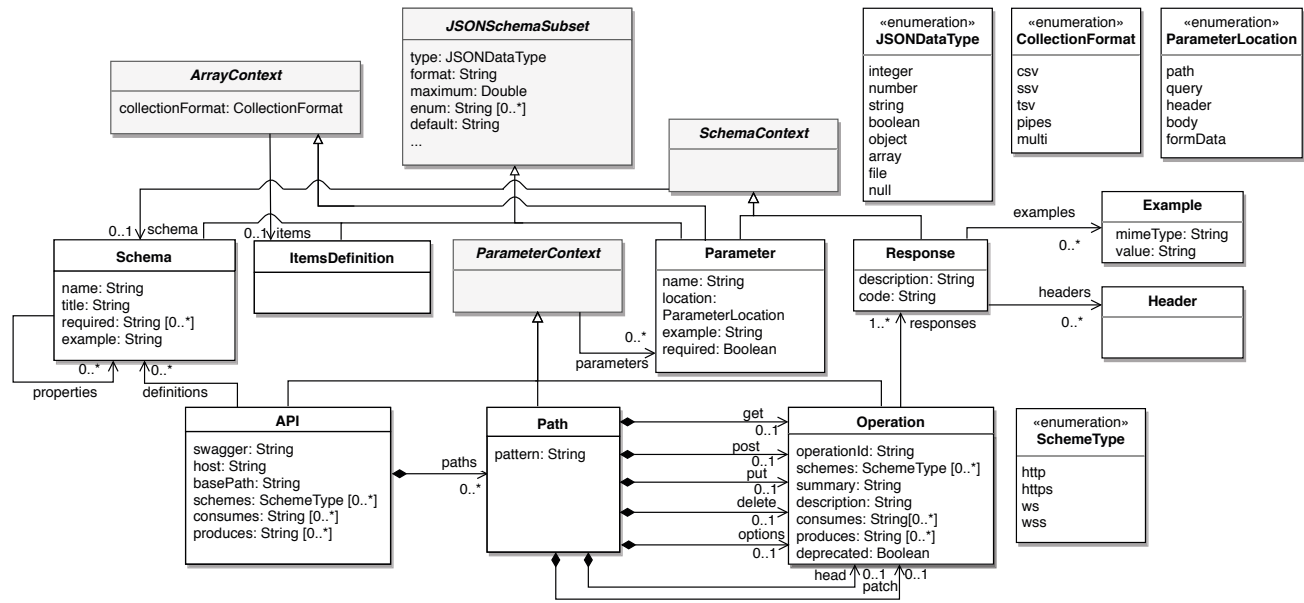 JSONSchemaSubset
type: JSONDataType
format: String
maximum: Double
enum: String [0..*]
default: String
...
ArrayContext
collectionFormat: CollectionFormat
SchemaContext
«enumeration»
JSONDataType
integer
number
string
boolean
object
array
file
null
«enumeration»
CollectionFormat
csv
ssv
tsv
pipes
multi
«enumeration»
ParameterLocation
path
query
header
body
formData
0..1 schema
0..1 items
Schema
name: String
title: String
required: String [0..*]
example: String
0..*
properties
0..*
definitions
ItemsDefinition
ParameterContext
0..*
parameters
Parameter
name: String
location:
ParameterLocation
example: String
required: Boolean
Response
description: String
code: String
1..* responses
examples
0..*
Example
mimeType: String
value: String
headers
0..*
Header
API
swagger: String
host: String
basePath: String
schemes: SchemeType [0..*]
consumes: String [0..*]
produces: String [0..*]
paths
0..*
Path
pattern: String
get
0..1
post
0..1
put
0..1
delete
0..1
options
0..1
Operation
operationId: String
schemes: SchemeType [0..*]
summary: String
description: String
consumes: String[0..*]
produces: String [0..*]
deprecated: Boolean
head 0..1 0..1
patch
«enumeration»
SchemeType
http
https
ws
wss